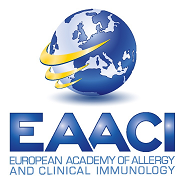 EAACI
EUROPEAN ACADEMY OF ALLERGY
AND CLINICAL IMMUNOLOGY